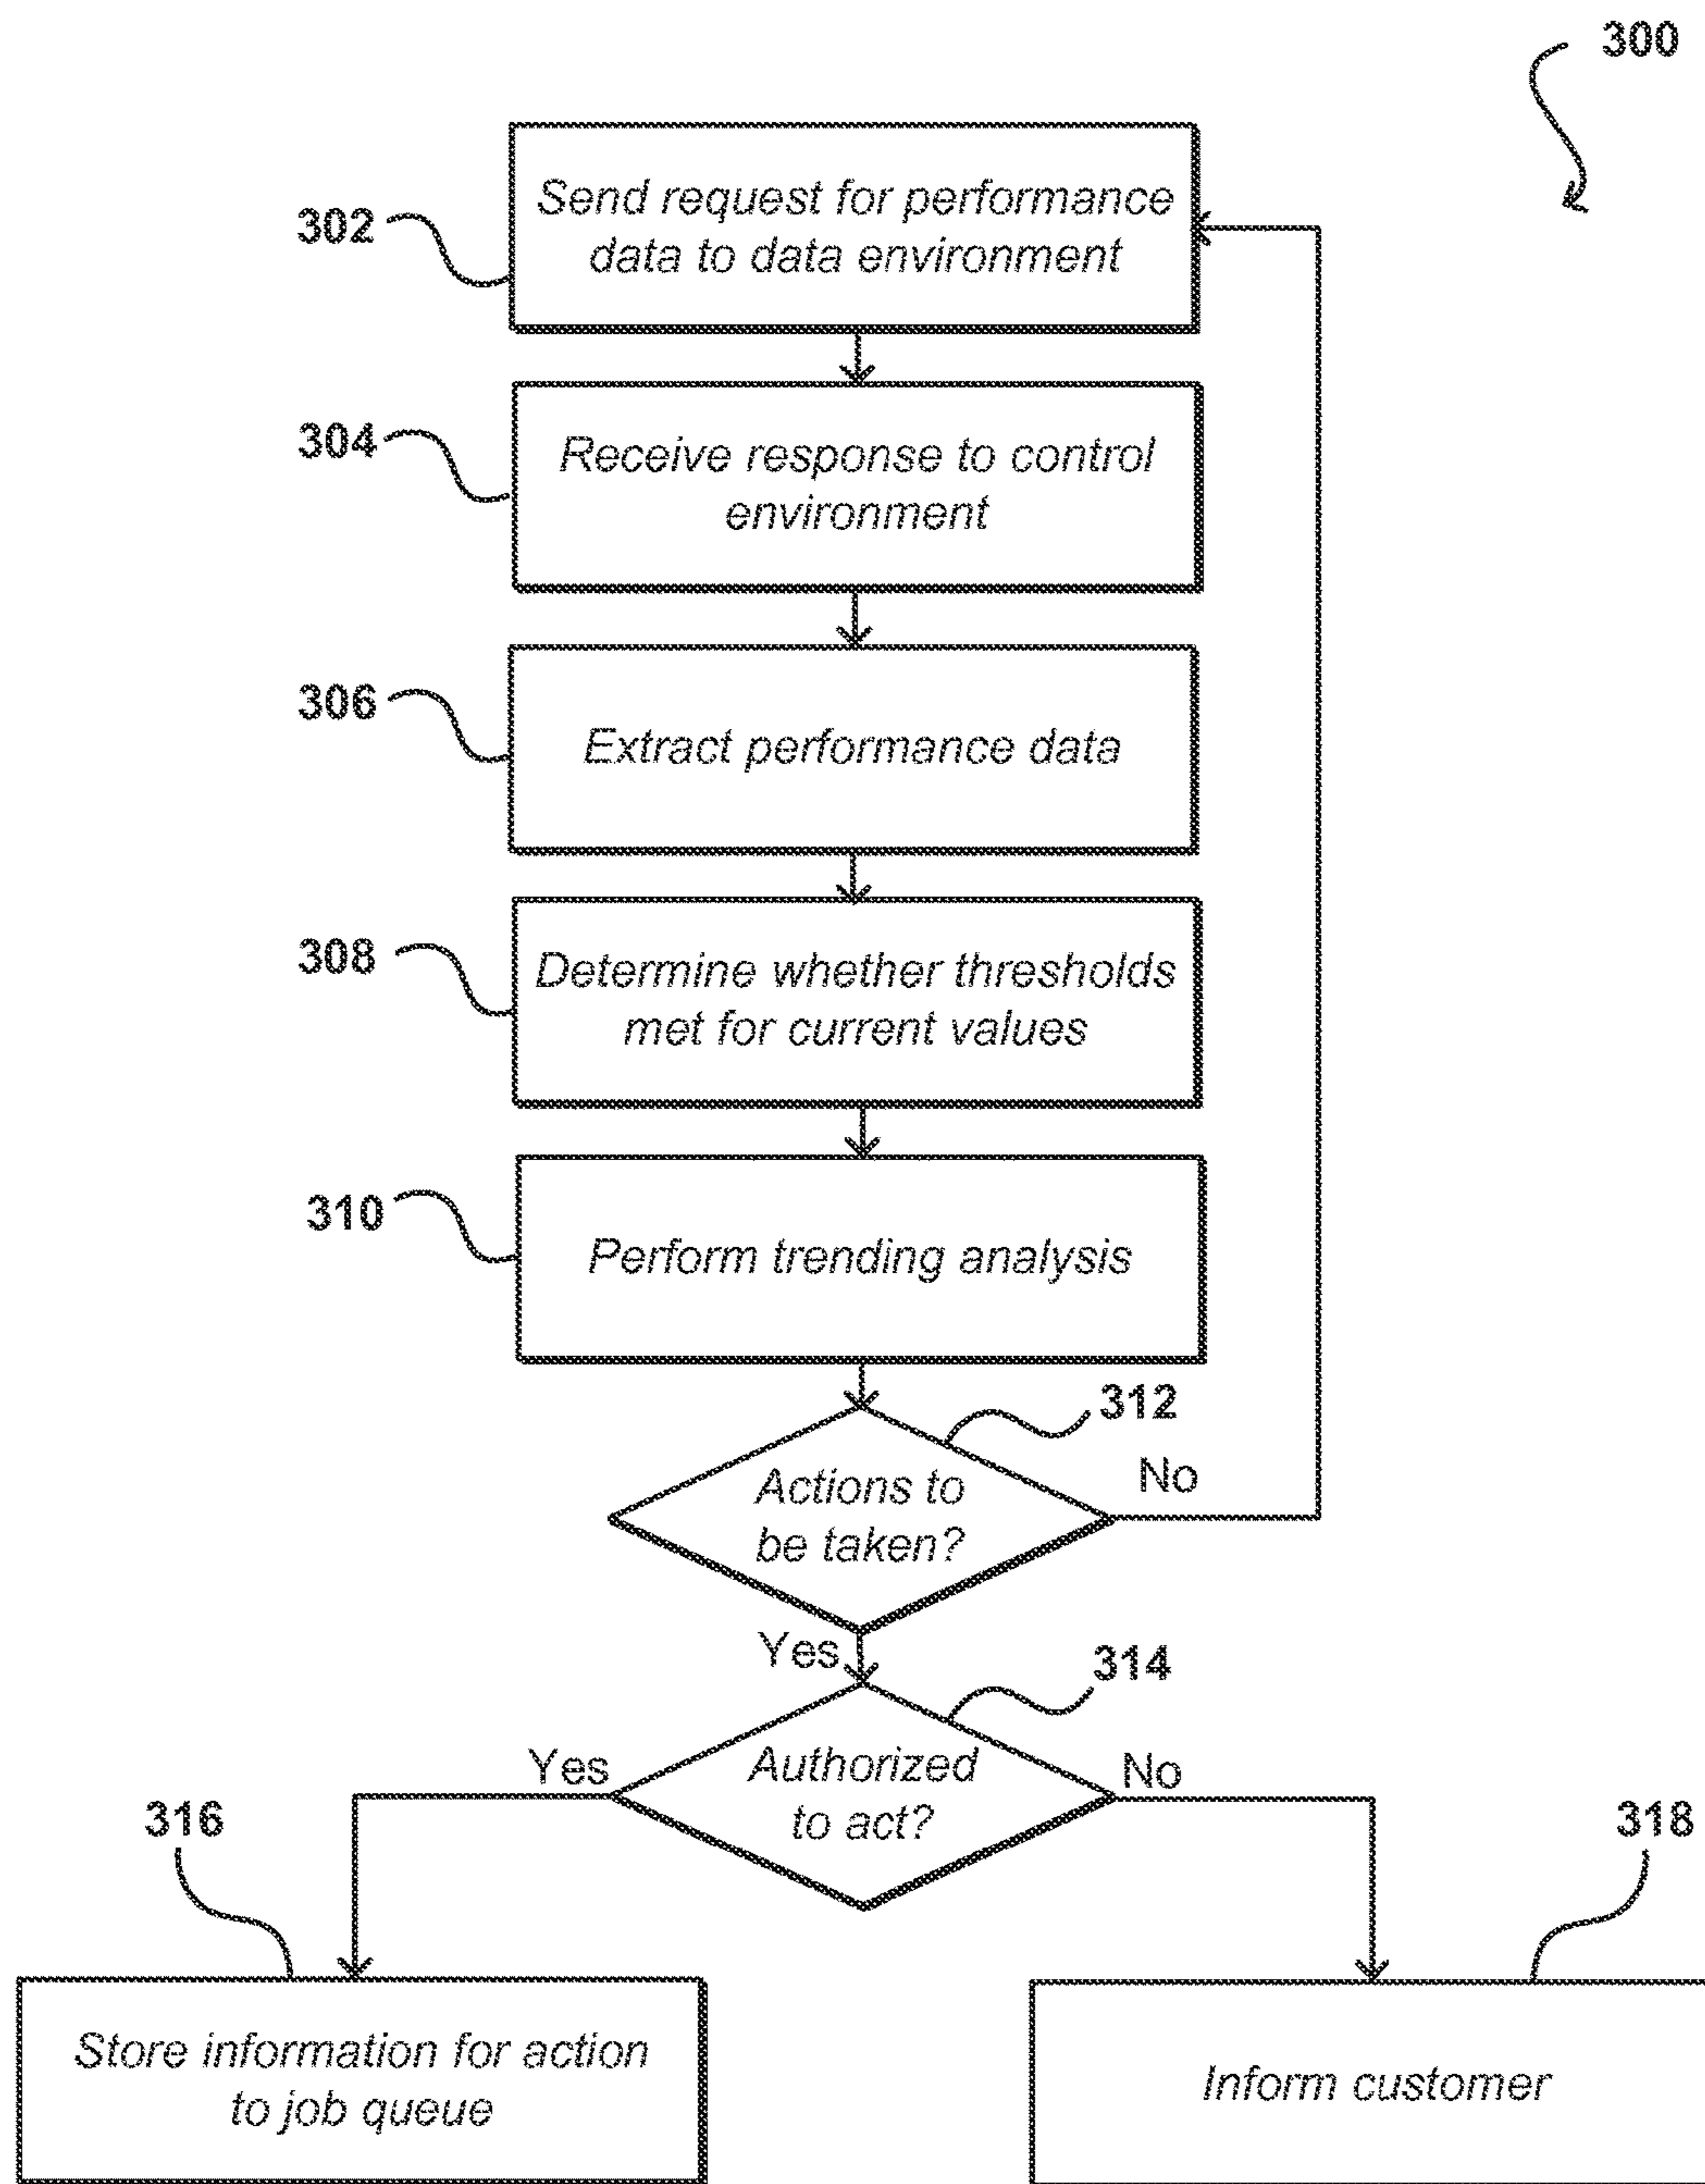 300
302
Send request for performance
data to data environment
304
Receive response to control
environment
306
Extract performance data
308
Determine whether thresholds
met for current values
310
Perform trending analysis
312
Actions to
be taken?
No
Yes
314
Authorized
to act?
Yes
No
316
318
Store information for action
to job queue
Inform customer